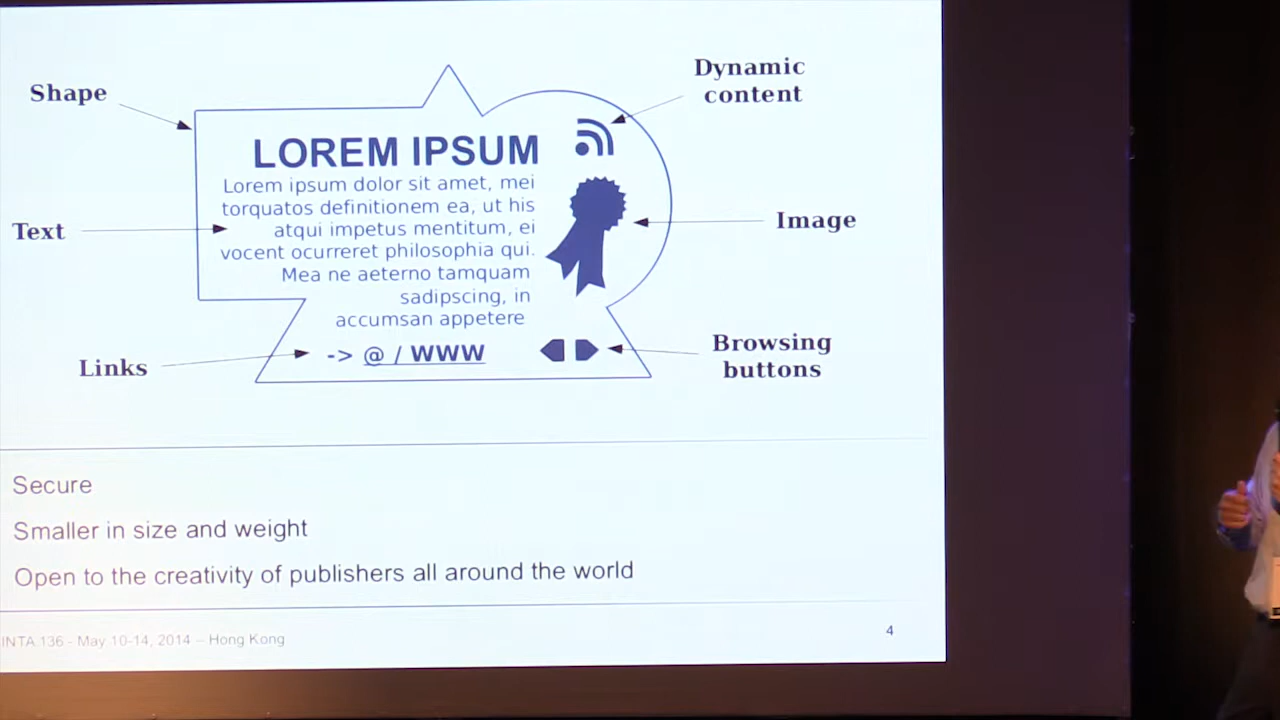 Shape
Dynamic
content
LOREM IPSUM
Lorem ipsum dolor sit amet, mei
torquatos definitionem ea, ut his
atqui impetus mentitum, ei
vocent ocurreret philosophia qui.
Mea ne aeterno tamquam
sadipscing, in
accumsan appetere
Text
Image
Links
-> @ / WWW
Browsing
buttons
Secure
Smaller in size and weight
Open to the creativity of publishers all around the world
INTA 136 - May 10-14, 2014 – Hong Kong
4